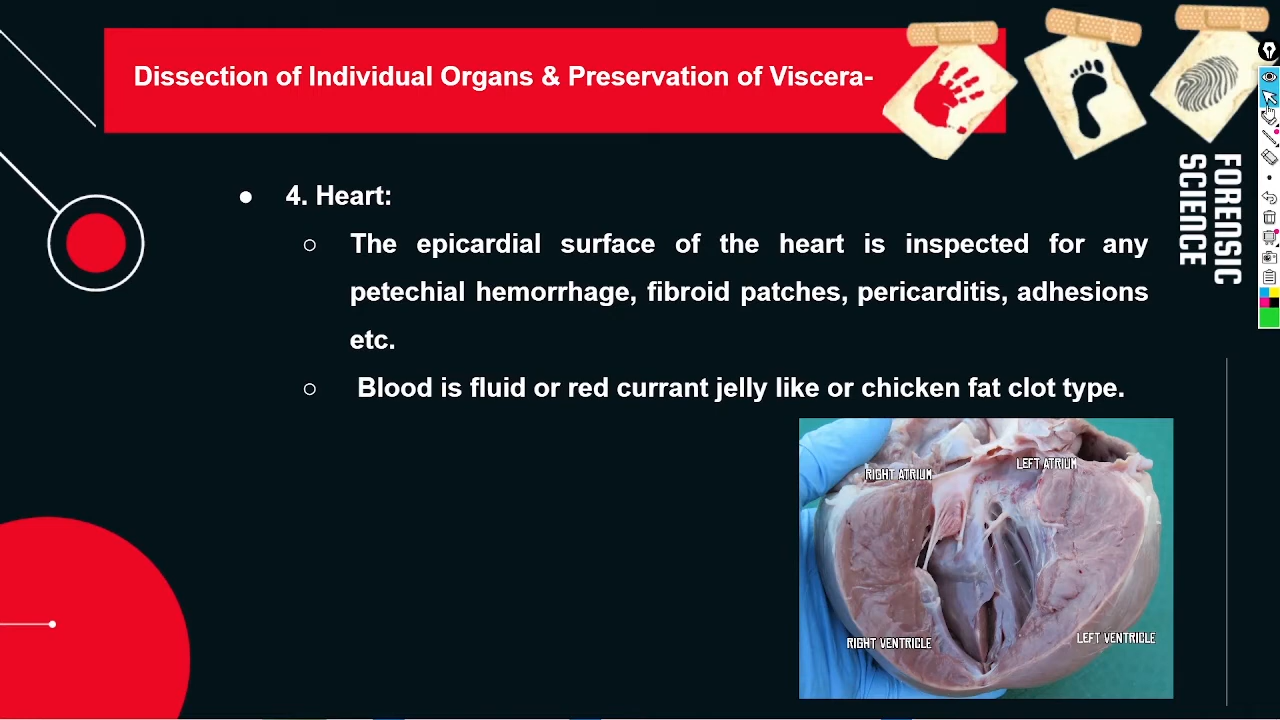 Dissection of Individual Organs & Preservation of Viscera-
FORENSIC
SCIENCE
● 4. Heart:
○ The epicardial surface of the heart is inspected for any
petechial hemorrhage, fibroid patches, pericarditis, adhesions
etc.
○ Blood is fluid or red currant jelly like or chicken fat clot type.
RIGHT ATRIUM
LEFT ATRIUM
RIGHT VENTRICLE
LEFT VENTRICLE